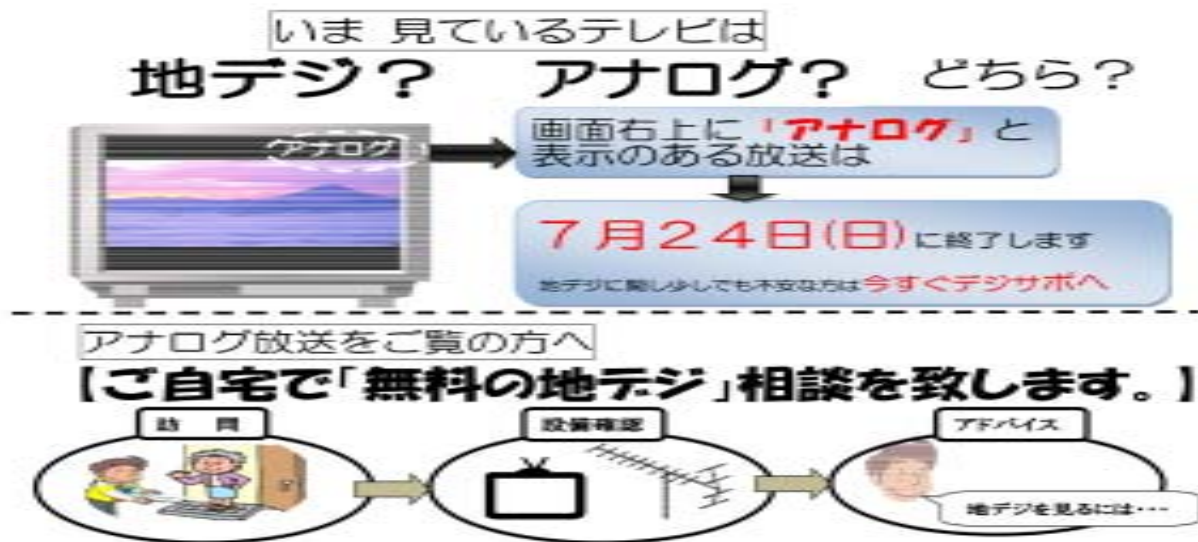 いま 見ているテレビは
地デジ？ アナログ？ どちら？
アナログ
画面右上に「アナログ」と
表示のある放送は
７月２４日(日)に終了します
地デジに関し少しでも不安な方は今すぐデジサポへ
アナログ放送をご覧の方へ
【ご自宅で「無料の地デジ」相談を致します。】
訪 問
設備確認
アドバイス
地デジを見るには・・・